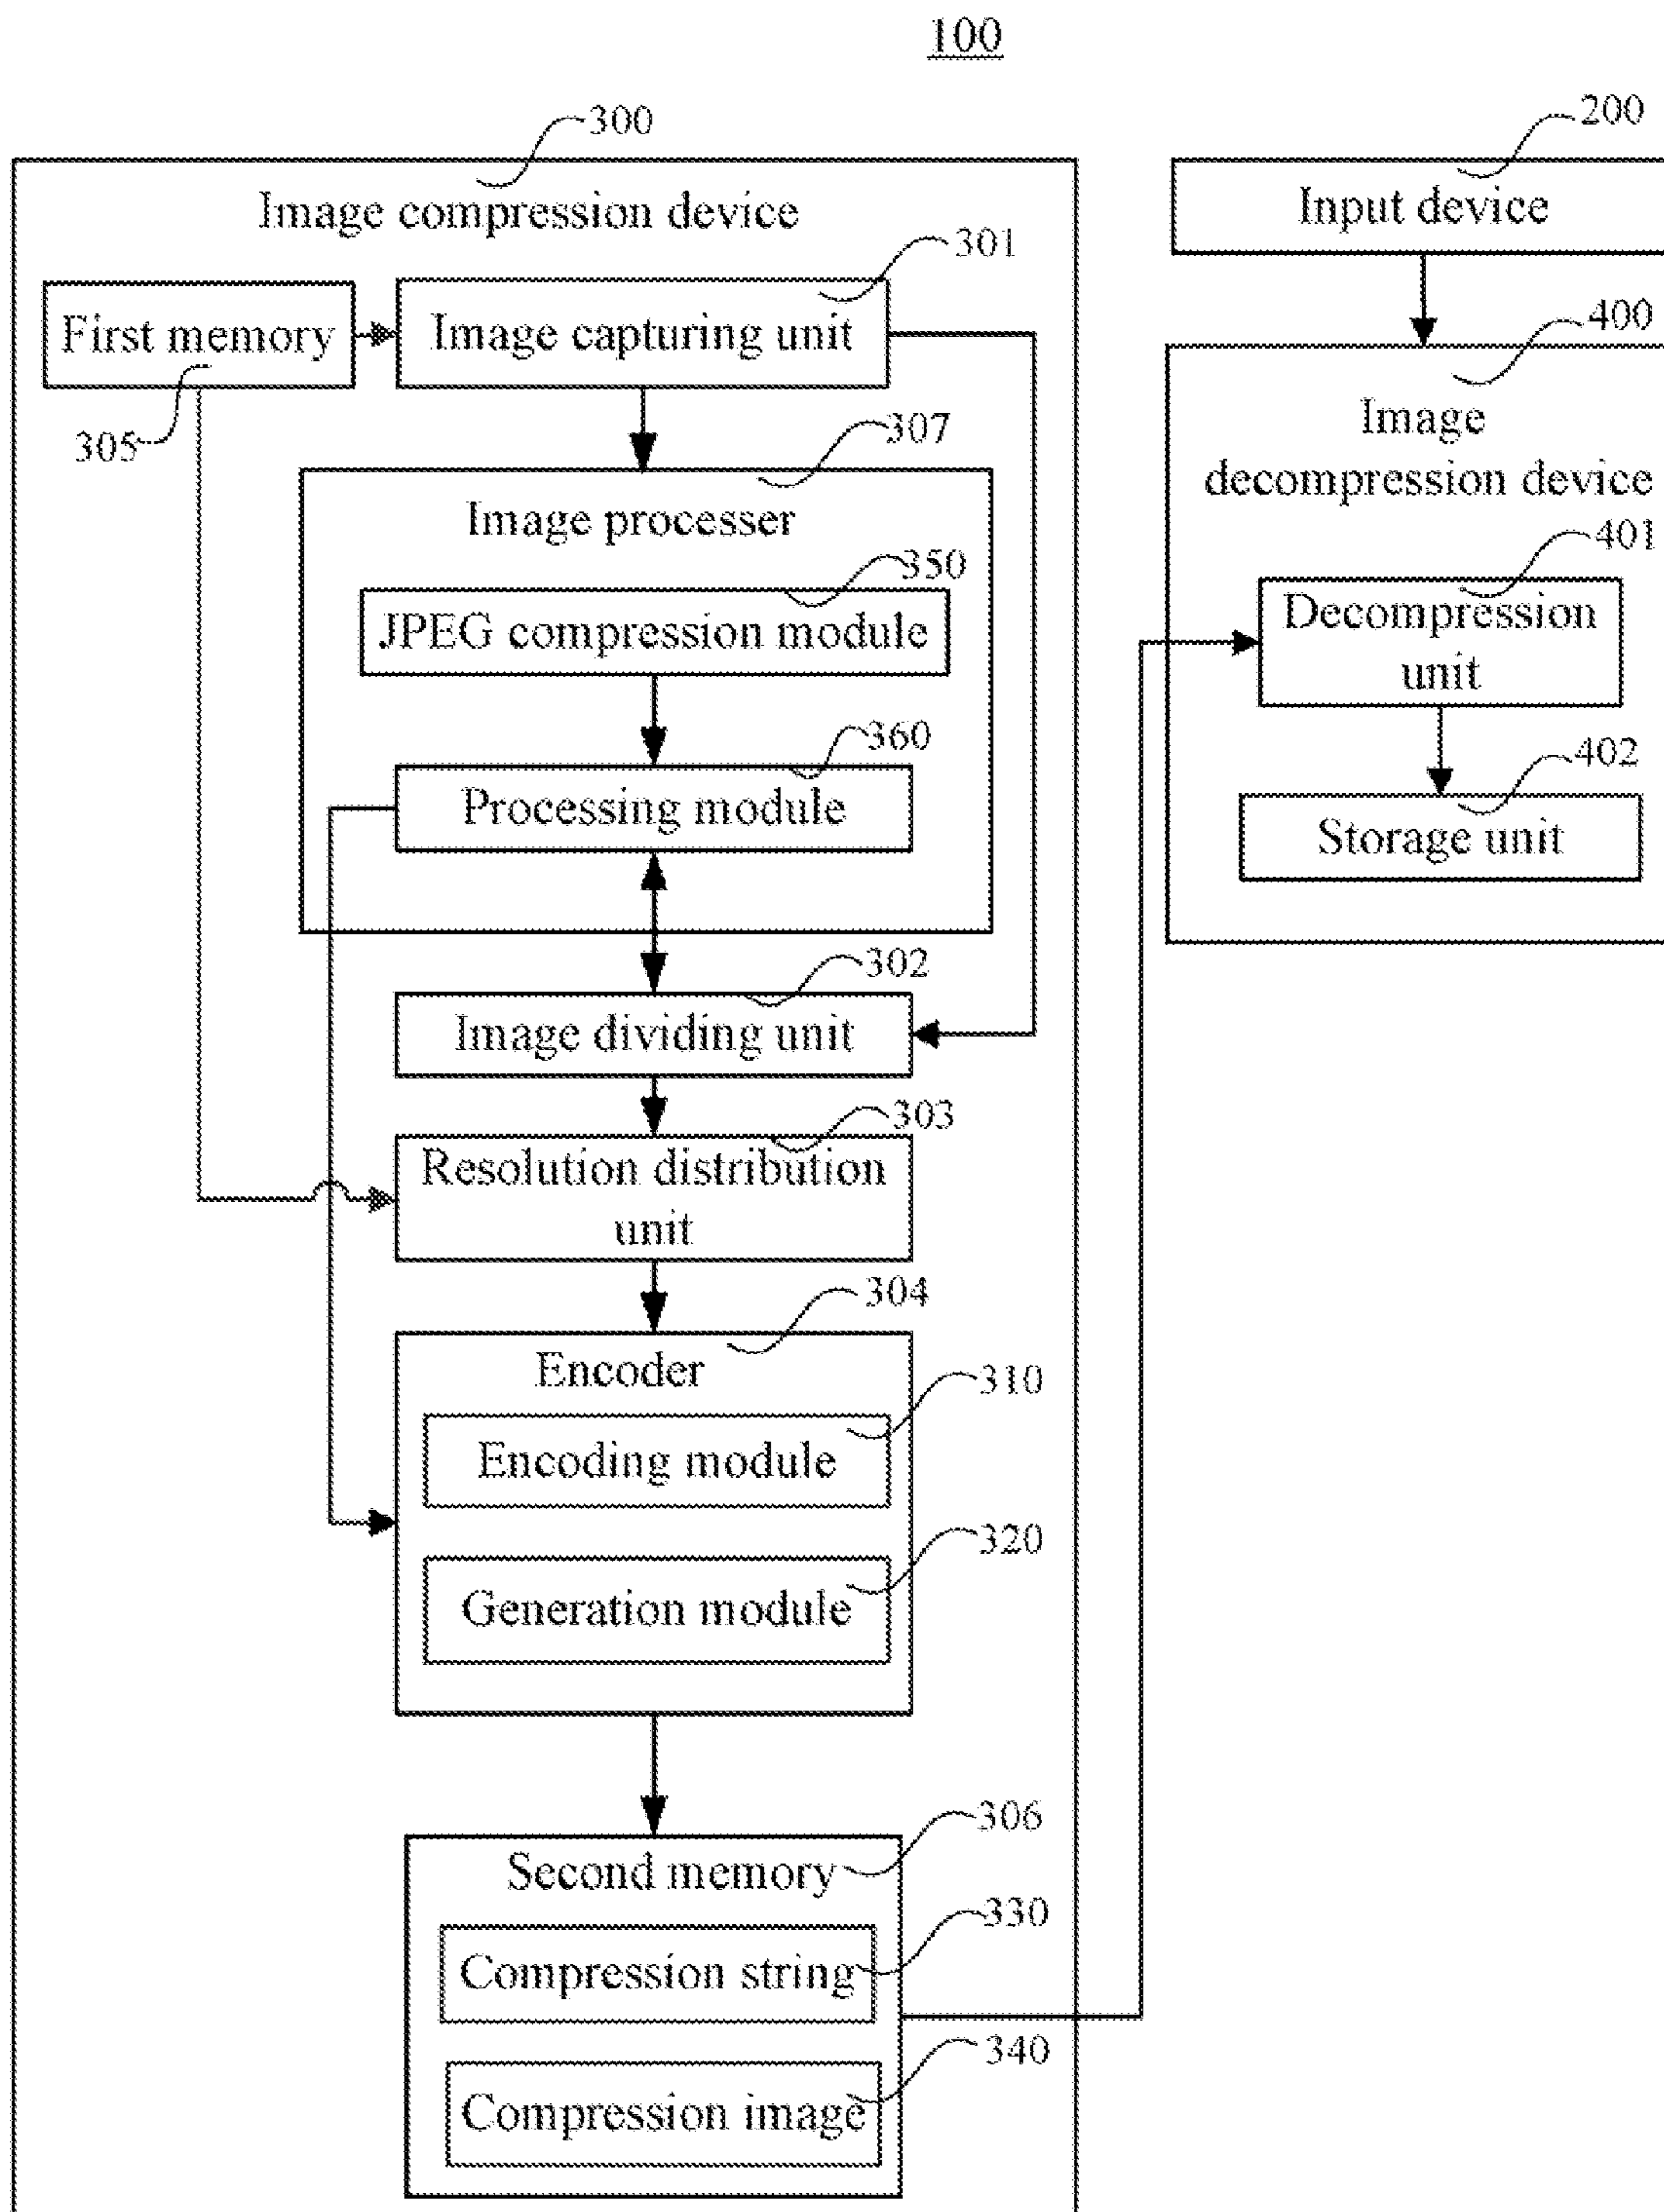 100
300
Image compression device
301
First memory
Image capturing unit
305
307
Image processer
350
JPEG compression module
360
Processing module
302
Image dividing unit
303
Resolution distribution
unit
304
Encoder
310
Encoding module
320
Generation module
306
Second memory
330
Compression string
340
Compression image
200
Input device
400
Image
decompression device
401
Decompression
unit
402
Storage unit